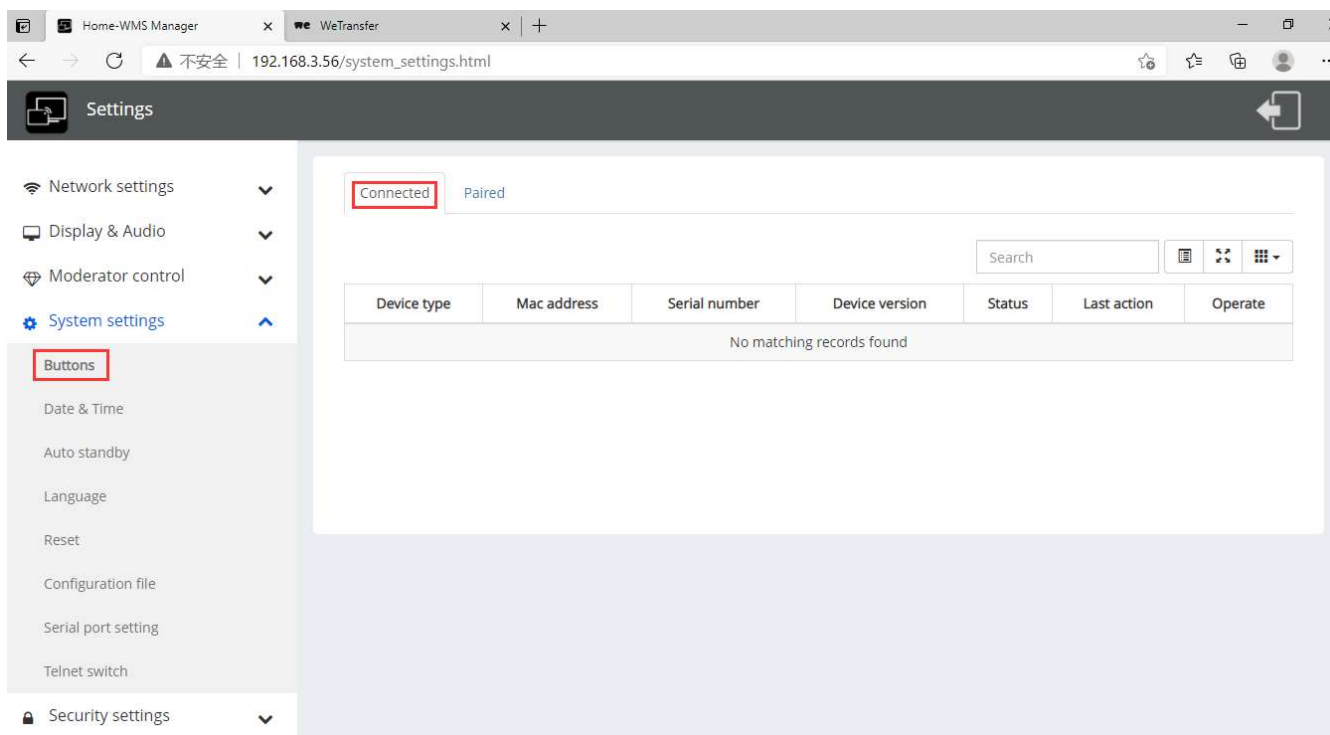 Home-WMS Manager
we WeTransfer
不安全 192.168.3.56/system_settings.html
Settings
Network settings
Display & Audio
Moderator control
System settings
Buttons
Date & Time
Auto standby
Language
Reset
Configuration file
Serial port setting
Telnet switch
Security settings
Connected Paired
Search
Device type Mac address Serial number Device version Status Last action Operate
No matching records found